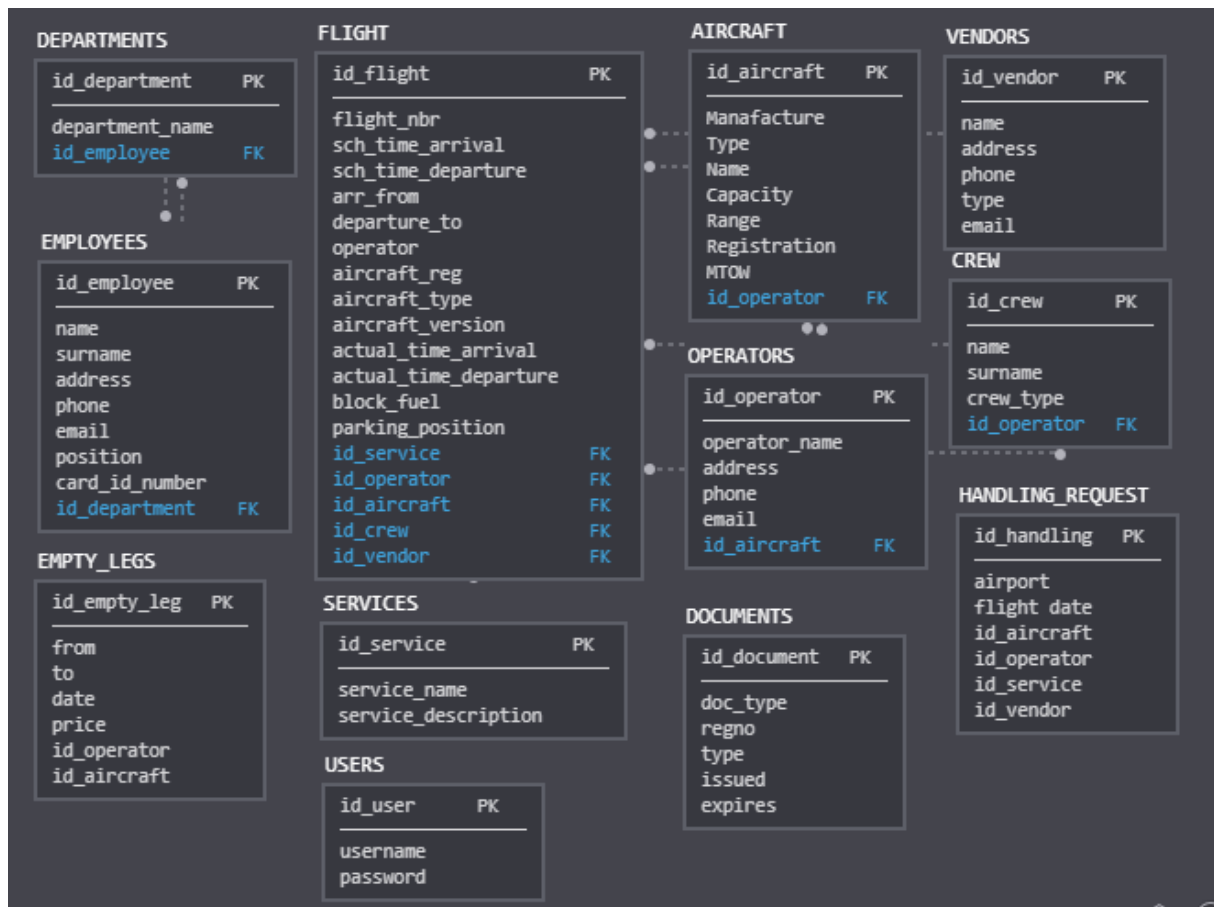 DEPARTMENTS
id_department PK
department_name
id_employee FK
EMPLOYEES
id_employee PK
name
surname
address
phone
email
position
card_id_number
id_department FK
EMPTY_LEGS
id_empty_leg PK
from
to
date
price
id_operator
id_aircraft
FLIGHT
id_flight PK
flight_nbr
sch_time_arrival
sch_time_departure
arr_from
departure_to
operator
aircraft_reg
aircraft_type
aircraft_version
actual_time_arrival
actual_time_departure
block_fuel
parking_position
id_service FK
id_operator FK
id_aircraft FK
id_crew FK
id_vendor FK
SERVICES
id_service PK
service_name
service_description
USERS
id_user PK
username
password
AIRCRAFT
id_aircraft PK
Manafacture
Type
Name
Capacity
Range
Registration
MTOW
id_operator FK
OPERATORS
id_operator PK
operator_name
address
phone
email
id_aircraft FK
DOCUMENTS
id_document PK
doc_type
regno
type
issued
expires
VENDORS
id_vendor PK
name
address
phone
type
email
CREW
id_crew PK
name
surname
crew_type
id_operator FK
HANDLING_REQUEST
id_handling PK
airport
flight date
id_aircraft
id_operator
id_service
id_vendor